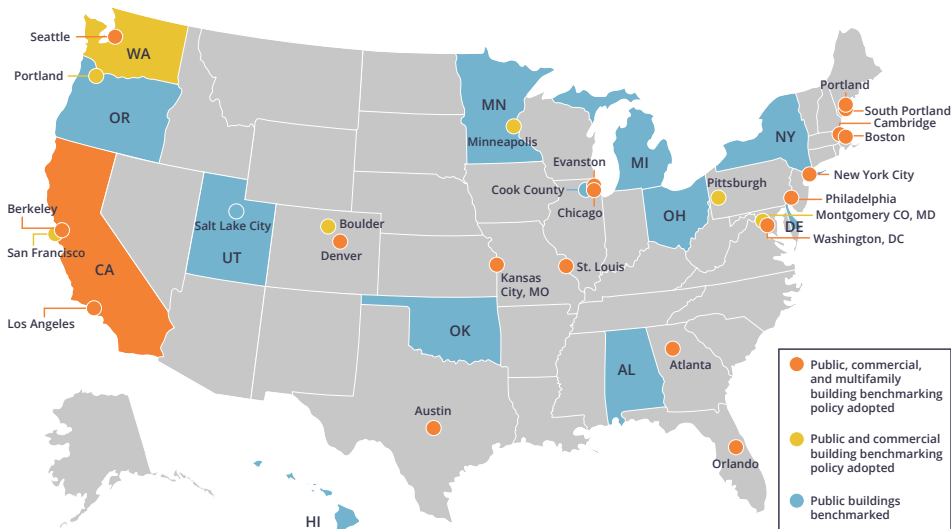 Seattle
WA
Portland
OR
MN
Minneapolis
Portland
South Portland
Cambridge
Boston
NY
MI
Evanston
Cook County
Chicago
New York City
Pittsburgh
Philadelphia
Montgomery CO, MD
DE
Washington, DC
OH
Berkeley
San Francisco
CA
Los Angeles
Salt Lake City
UT
Boulder
Denver
Kansas
City, MO
St. Louis
OK
AL
Atlanta
Austin
Orlando
HI
Public, commercial,
and multifamily
building benchmarking
policy adopted
Public and commercial
building benchmarking
policy adopted
Public buildings
benchmarked